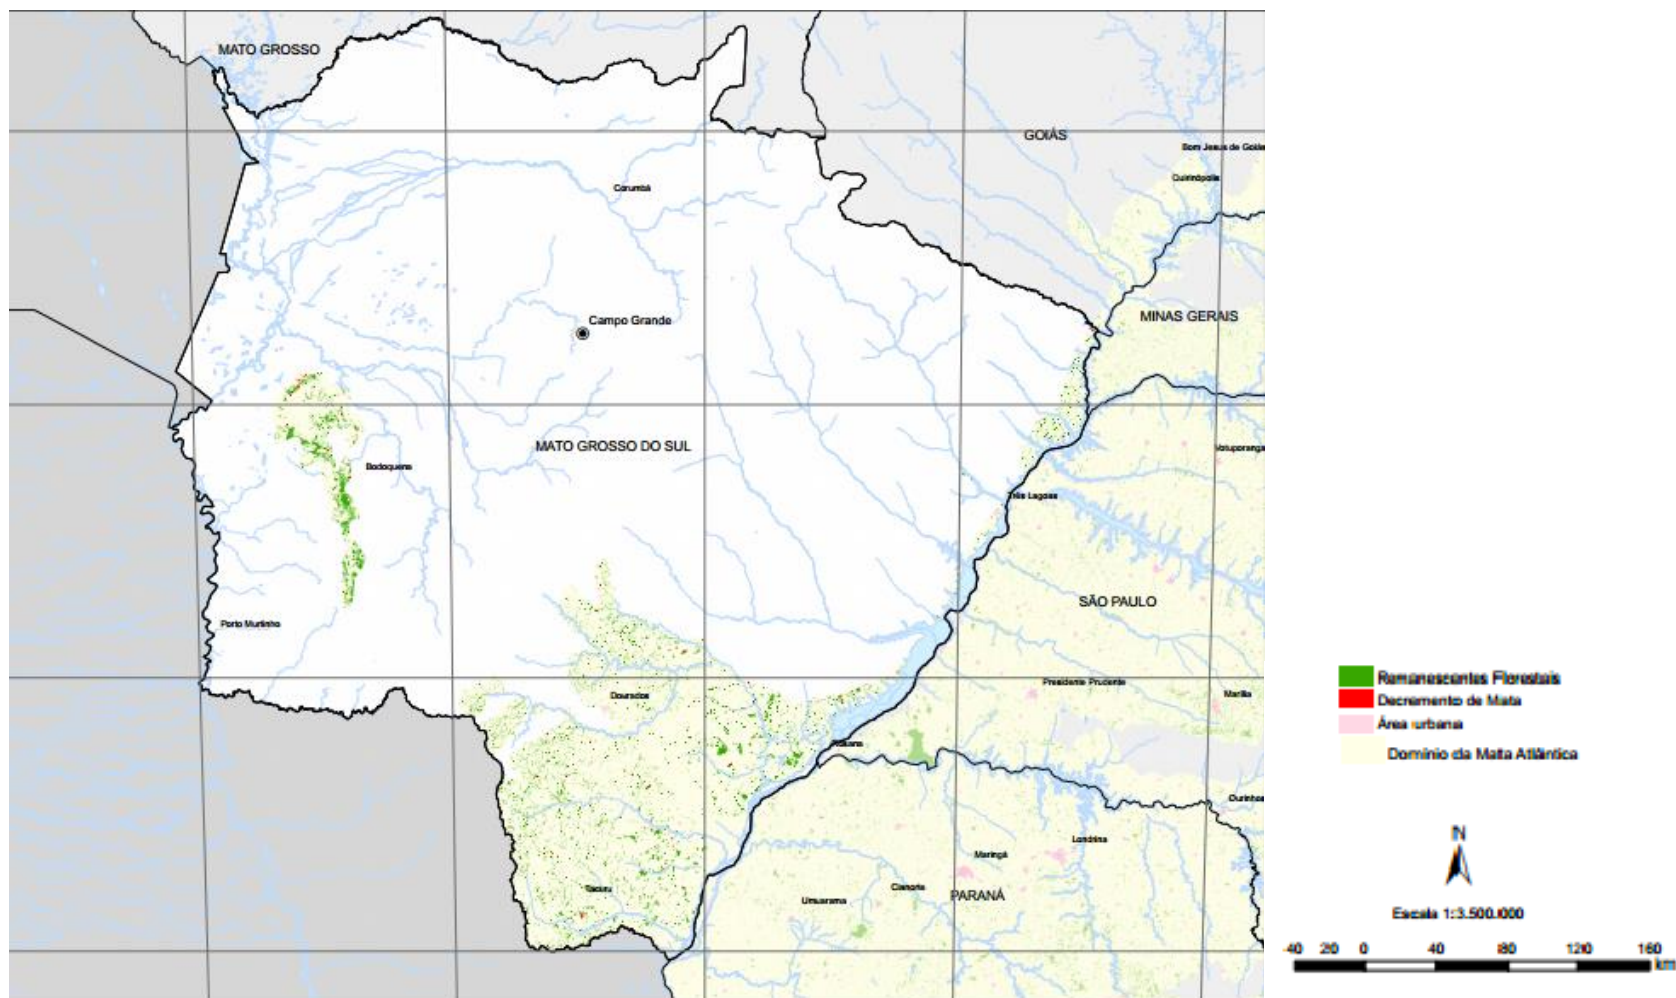 MATO GROSSO
GOIÁS
Bom Jesus de Goiás
Quirinópolis
Corumbá
Campo Grande
MINAS GERAIS
MATO GROSSO DO SUL
Votuporanga
Bodoquena
Três Lagoas
SÃO PAULO
Porto Murtinho
Presidente Prudente
Dourados
Marília
Ourinhos
Londrina
Maringá
Cianorte
Tacuru
PARANÁ
Umuarama
Remanescentes Florestais
Decremento de Mata
Área urbana
Domínio da Mata Atlântica
N
Escala 1:3.500.000
-40 20 0 40 80 120 160
km